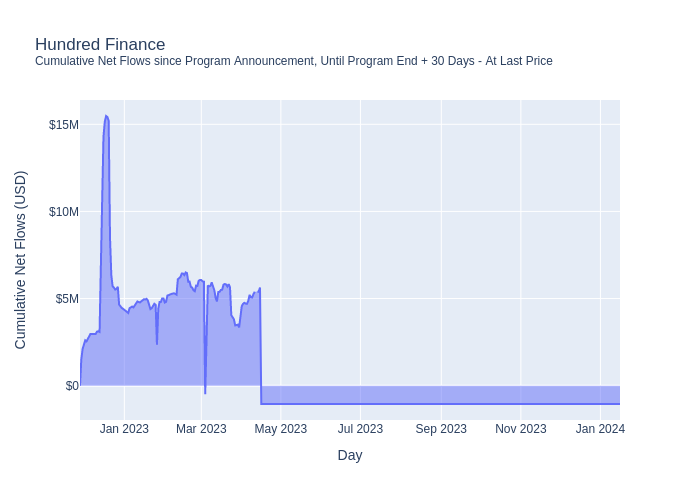 Hundred Finance
Cumulative Net Flows since Program Announcement, Until Program End + 30 Days - At Last Price
Cumulative Net Flows (USD)
$15M
$10M
$5M
$0
Jan 2023 Mar 2023 May 2023 Jul 2023 Sep 2023 Nov 2023 Jan 2024
Day